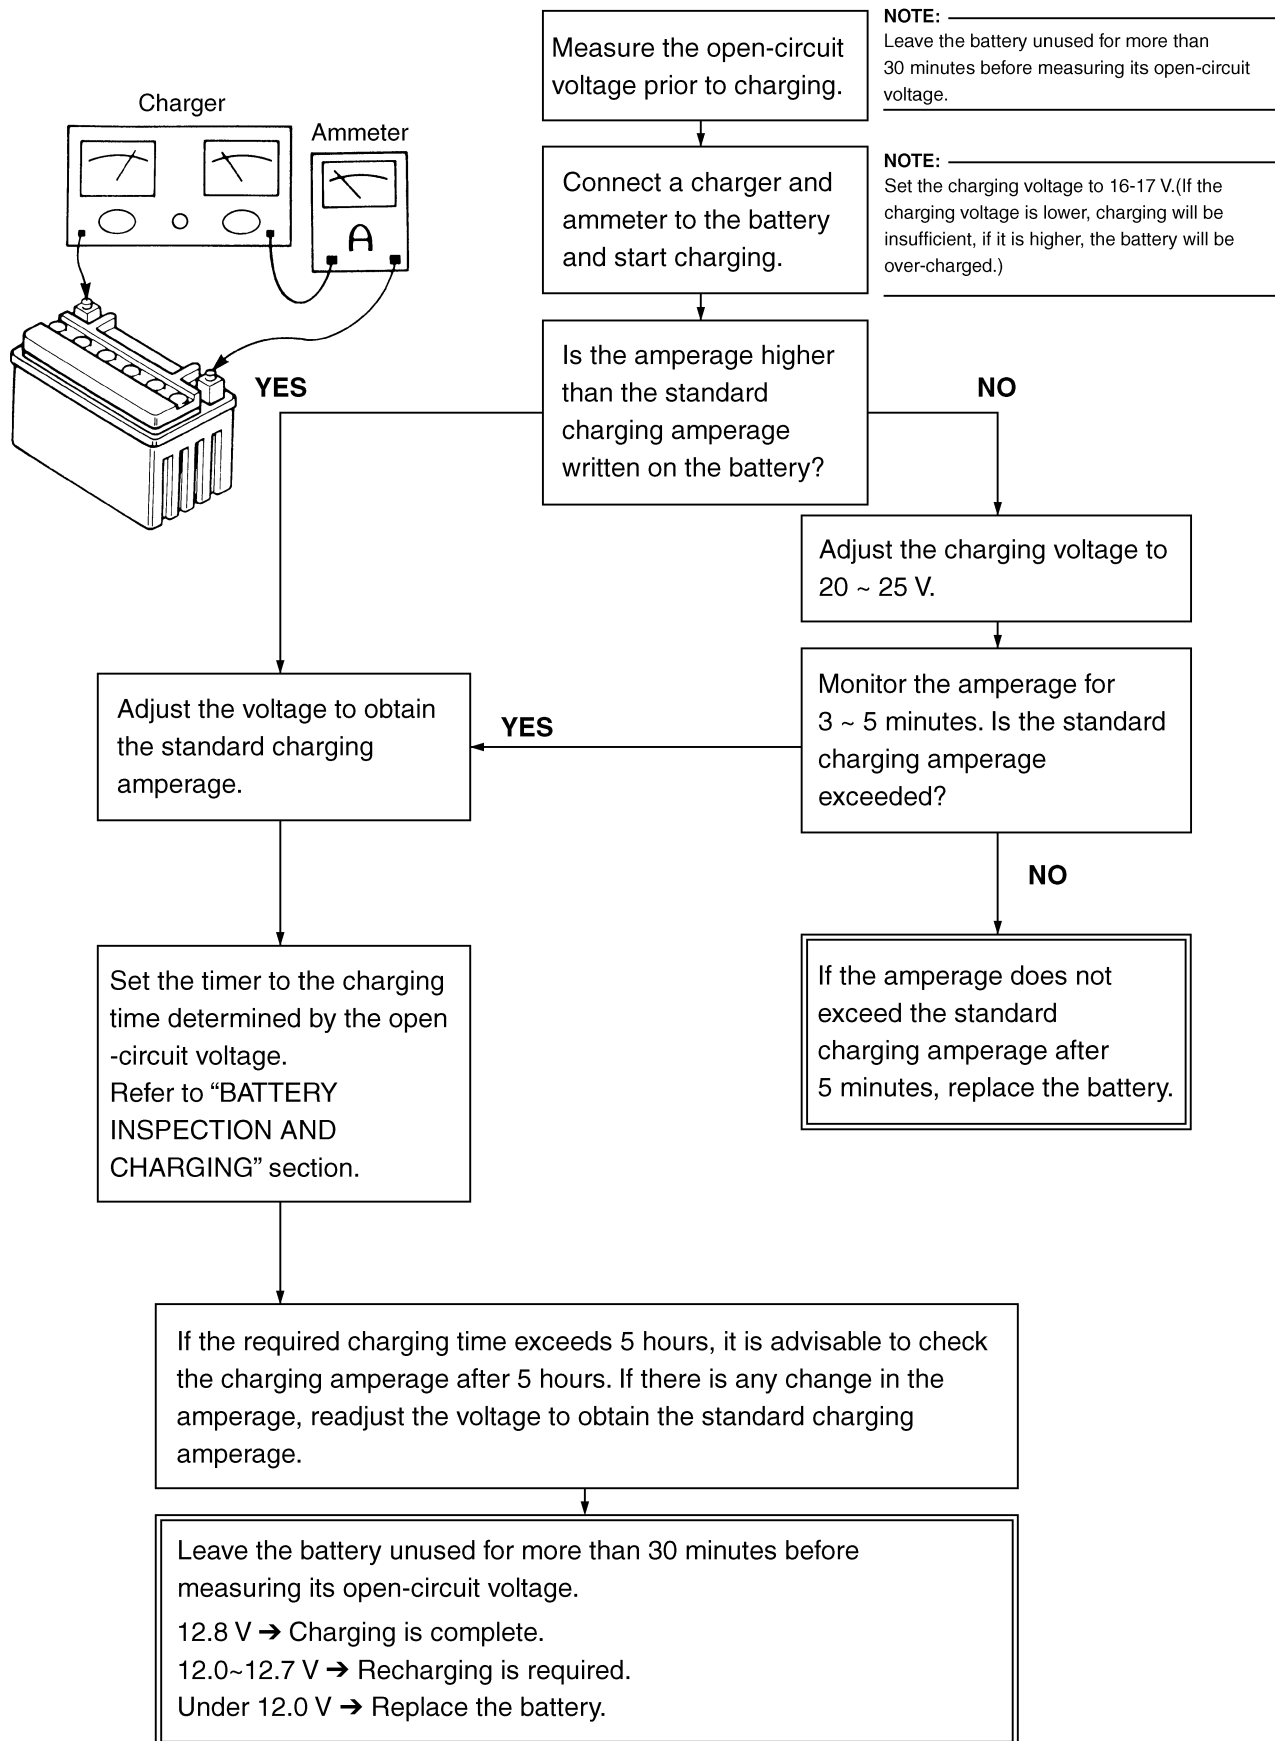 Measure the open-circuit
voltage prior to charging.
NOTE:
Leave the battery unused for more than
30 minutes before measuring its open-circuit
voltage.
Charger
Ammeter
A
Connect a charger and
ammeter to the battery
and start charging.
NOTE:
Set the charging voltage to 16-17 V.(If the
charging voltage is lower, charging will be
insufficient, if it is higher, the battery will be
over-charged.)
Is the amperage higher
than the standard
charging amperage
written on the battery?
YES
NO
Adjust the charging voltage to
20 ~ 25 V.
Monitor the amperage for
3 ~ 5 minutes. Is the standard
charging amperage
exceeded?
YES
Adjust the voltage to obtain
the standard charging
amperage.
NO
If the amperage does not
exceed the standard
charging amperage after
5 minutes, replace the battery.
Set the timer to the charging
time determined by the open
-circuit voltage.
Refer to “BATTERY
INSPECTION AND
CHARGING” section.
If the required charging time exceeds 5 hours, it is advisable to check
the charging amperage after 5 hours. If there is any change in the
amperage, readjust the voltage to obtain the standard charging
amperage.
Leave the battery unused for more than 30 minutes before
measuring its open-circuit voltage.
12.8 V ➔ Charging is complete.
12.0~12.7 V ➔ Recharging is required.
Under 12.0 V ➔ Replace the battery.